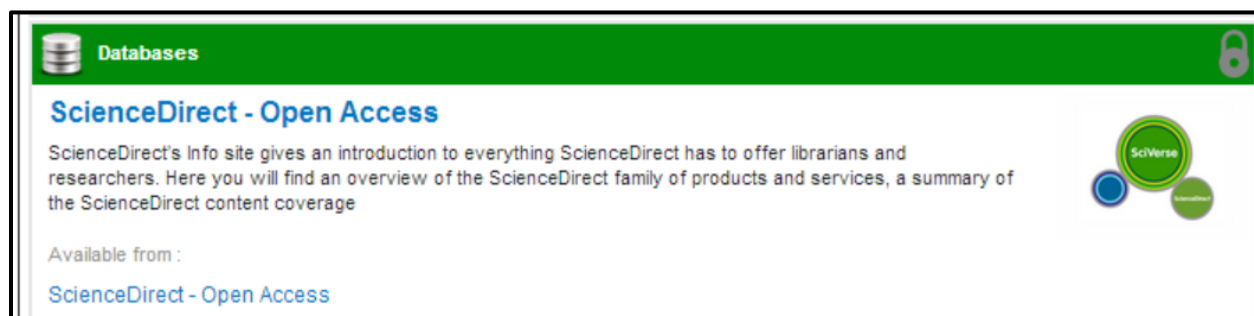 Databases
ScienceDirect - Open Access
ScienceDirect's Info site gives an introduction to everything ScienceDirect has to offer librarians and
researchers. Here you will find an overview of the ScienceDirect family of products and services, a summary of
the ScienceDirect content coverage
SciVerse
ScienceDirect
Available from :
ScienceDirect - Open Access